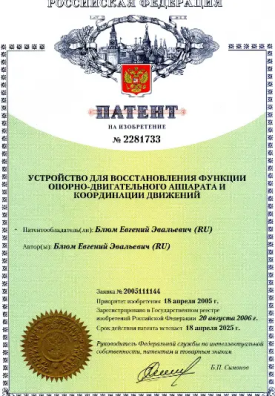 РОССИЙСКАЯ ФЕДЕРАЦИЯ
ПАТЕНТ
НА ИЗОБРЕТЕНИЕ
№ 2281733
УСТРОЙСТВО ДЛЯ ВОССТАНОВЛЕНИЯ ФУНКЦИИ
ОПОРНО-ДВИГАТЕЛЬНОГО АППАРАТА И
КООРДИНАЦИИ ДВИЖЕНИЙ
Патентообладатель(ли): Блюм Евгений Эвальевич (RU)
Автор(ы): Блюм Евгений Эвальевич (RU)
Заявка № 2005111144
Приоритет изобретения 18 апреля 2005 г.
Зарегистрировано в Государственном реестре
изобретений Российской Федерации 20 августа 2006 г.
Срок действия патента истекает 18 апреля 2025 г.
Руководитель Федеральной службы по интеллектуальной
собственности, патентам и товарным знакам
Б.П. Симонов